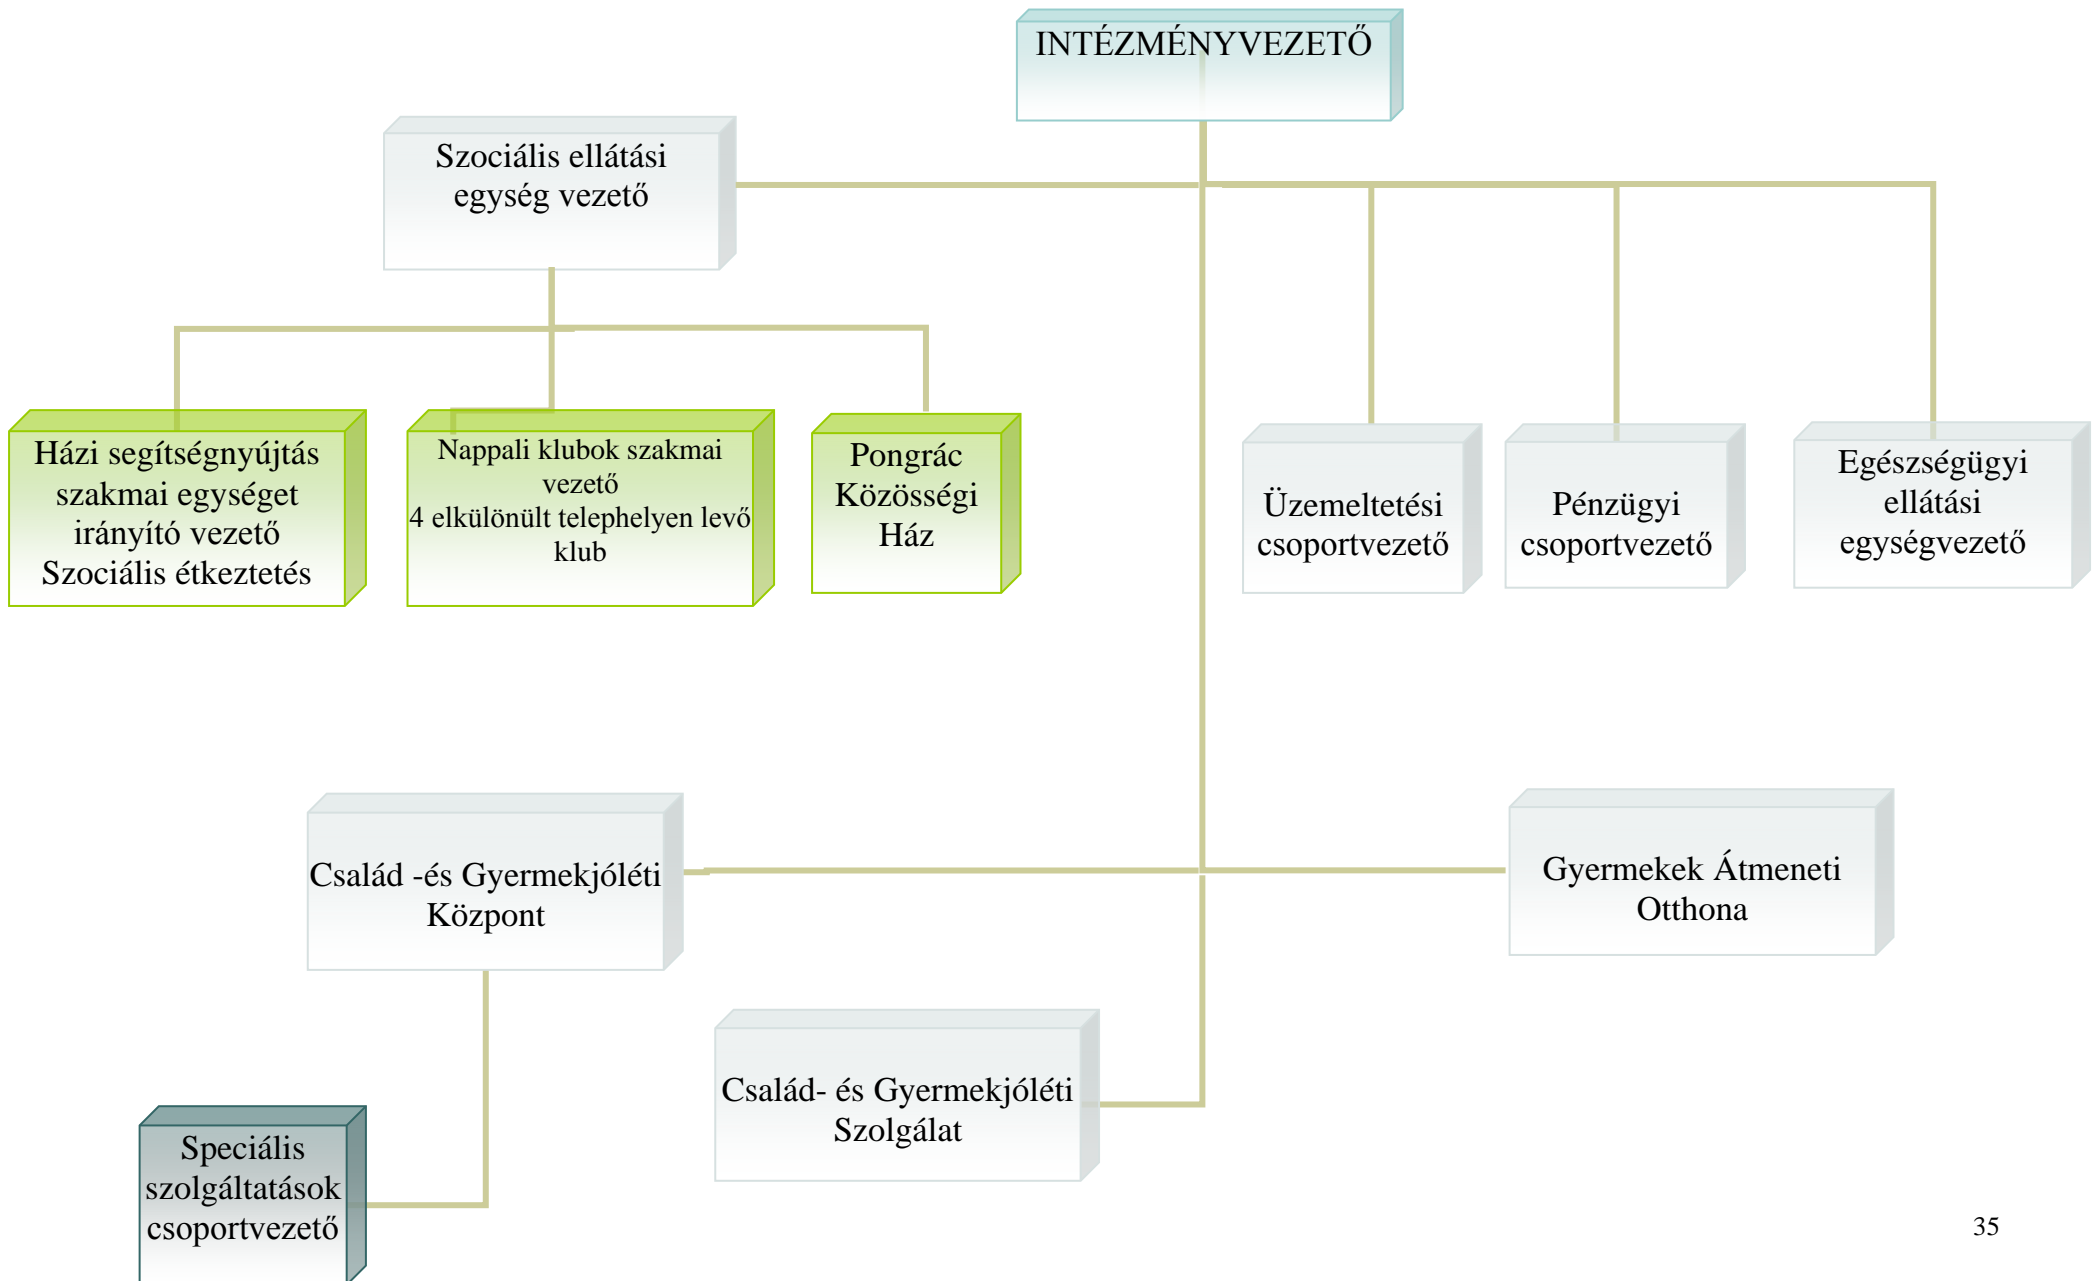 INTÉZMÉNYVEZETŐ
Szociális ellátási
egység vezető
Házi segítségnyújtás
szakmai egységet
irányító vezető
Szociális étkeztetés
Nappali klubok szakmai
vezető
4 elkülönült telephelyen levő
klub
Pongrác
Közösségi
Ház
Üzemeltetési
csoportvezető
Pénzügyi
csoportvezető
Egészségügyi
ellátási
egységvezető
Család -és Gyermekjóléti
Központ
Gyermekek Átmeneti
Otthona
Család- és Gyermekjóléti
Szolgálat
Speciális
szolgáltatások
csoportvezető
35